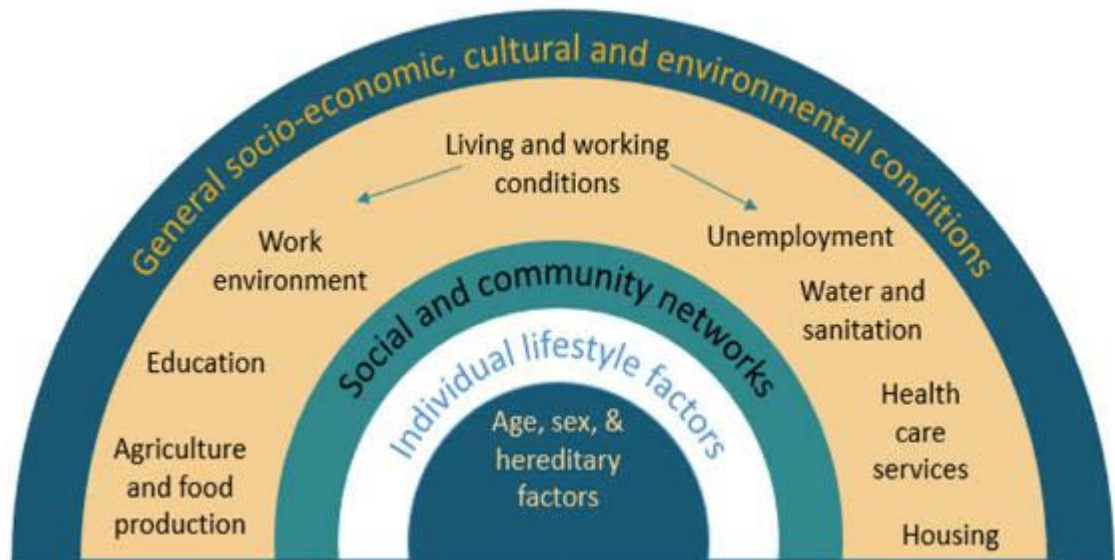 General socio-economic, cultural and environmental conditions
Living and working
conditions
Work
environment
Unemployment
Water and
sanitation
Education
Health
care
services
Agriculture
and food
production
Housing
Social and community networks
Individual lifestyle factors
Age, sex, &
hereditary
factors